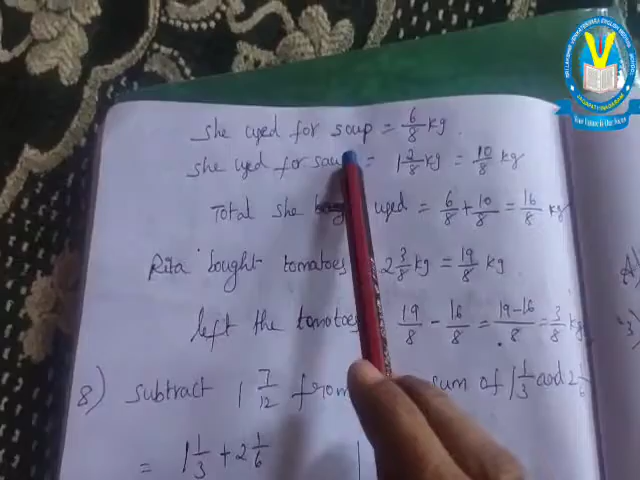 she used for soup = 6/8 kg.
she used for sau = 1 2/8 kg = 10/8 kg
Total she used = 6/8 + 10/8 = 16/8 kg
Rita bought tomatoes 2 3/8 kg = 19/8 kg
left the tomatoes 19/8 - 16/8 = 19-16/8 = 3/8 kg
8) subtract 1 7/12 from sum of 1 1/3 and 2 1/6
= 1 1/3 + 2 1/6